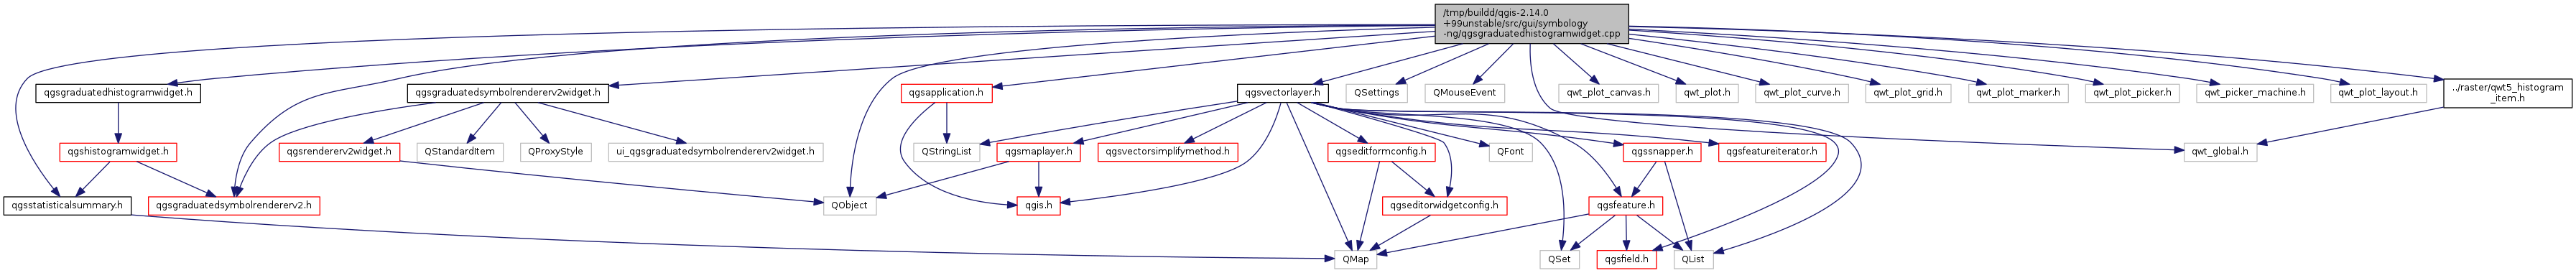 /tmp/buildd/qgis-2.14.0
+99unstable/src/gui/symbology
-ng/qgsgraduatedhistogramwidget.cpp
qgsgraduatedhistogramwidget.h
qgsgraduatedsymbolrendererv2widget.h
qgsapplication.h
qgsvectorlayer.h
QSettings
QMouseEvent
qwt_plot_canvas.h
qwt_plot.h
qwt_plot_curve.h
qwt_plot_grid.h
qwt_plot_marker.h
qwt_plot_picker.h
qwt_picker_machine.h
qwt_plot_layout.h
../raster/qwt5_histogram
_item.h
qgshistogramwidget.h
qgsrendererv2widget.h
QStandardItem
QProxyStyle
ui_qgsgraduatedsymbolrendererv2widget.h
QStringList
qgsmaplayer.h
qgsvectorsimplifymethod.h
qgseditformconfig.h
QFont
qgssnapper.h
qgsfeatureiterator.h
qwt_global.h
qgsstatisticalsummary.h
qgsgraduatedsymbolrendererv2.h
QObject
qgis.h
qgseditorwidgetconfig.h
qgsfeature.h
QMap
QSet
qgsfield.h
QList